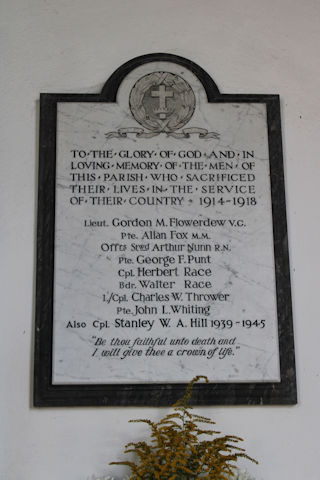 TO·THE·GLORY·OF·GOD·AND·IN
LOVING·MEMORY·OF·THE·MEN·OF
THIS·PARISH·WHO·SACRIFICED
THEIR·LIVES·IN·THE·SERVICE
OF·THEIR·COUNTRY·1914-1918
Lieut. Gordon M. Flowerdew V.C.
Pte. Allan Fox M.M.
Offrs Stwd Arthur Nunn R.N.
Pte. George F. Punt
Cpl. Herbert Race
Bdr. Walter Race
L/Cpl. Charles W. Thrower
Pte. John L. Whiting
Also Cpl. Stanley W. A. Hill 1939-1945
"Be thou faithful unto death and
I will give thee a crown of life."